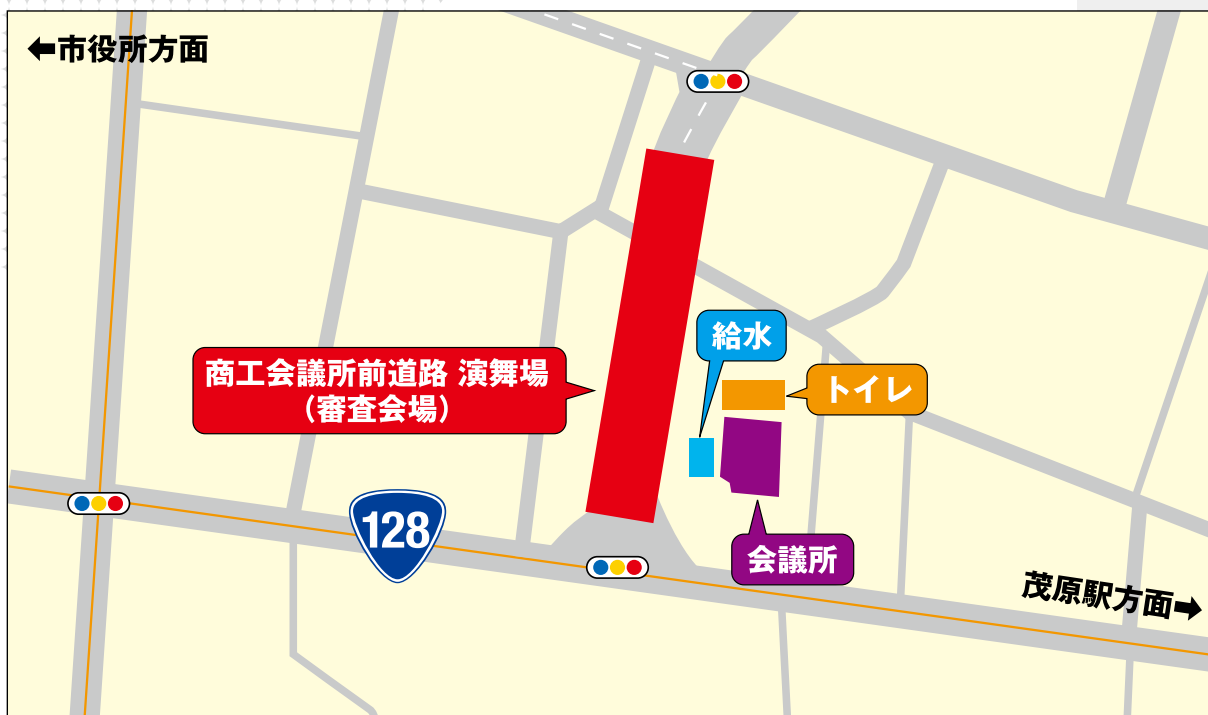 ←市役所方面
給水
商工会議所前道路 演舞場
（審査会場）
トイレ
128
会議所
茂原駅方面→